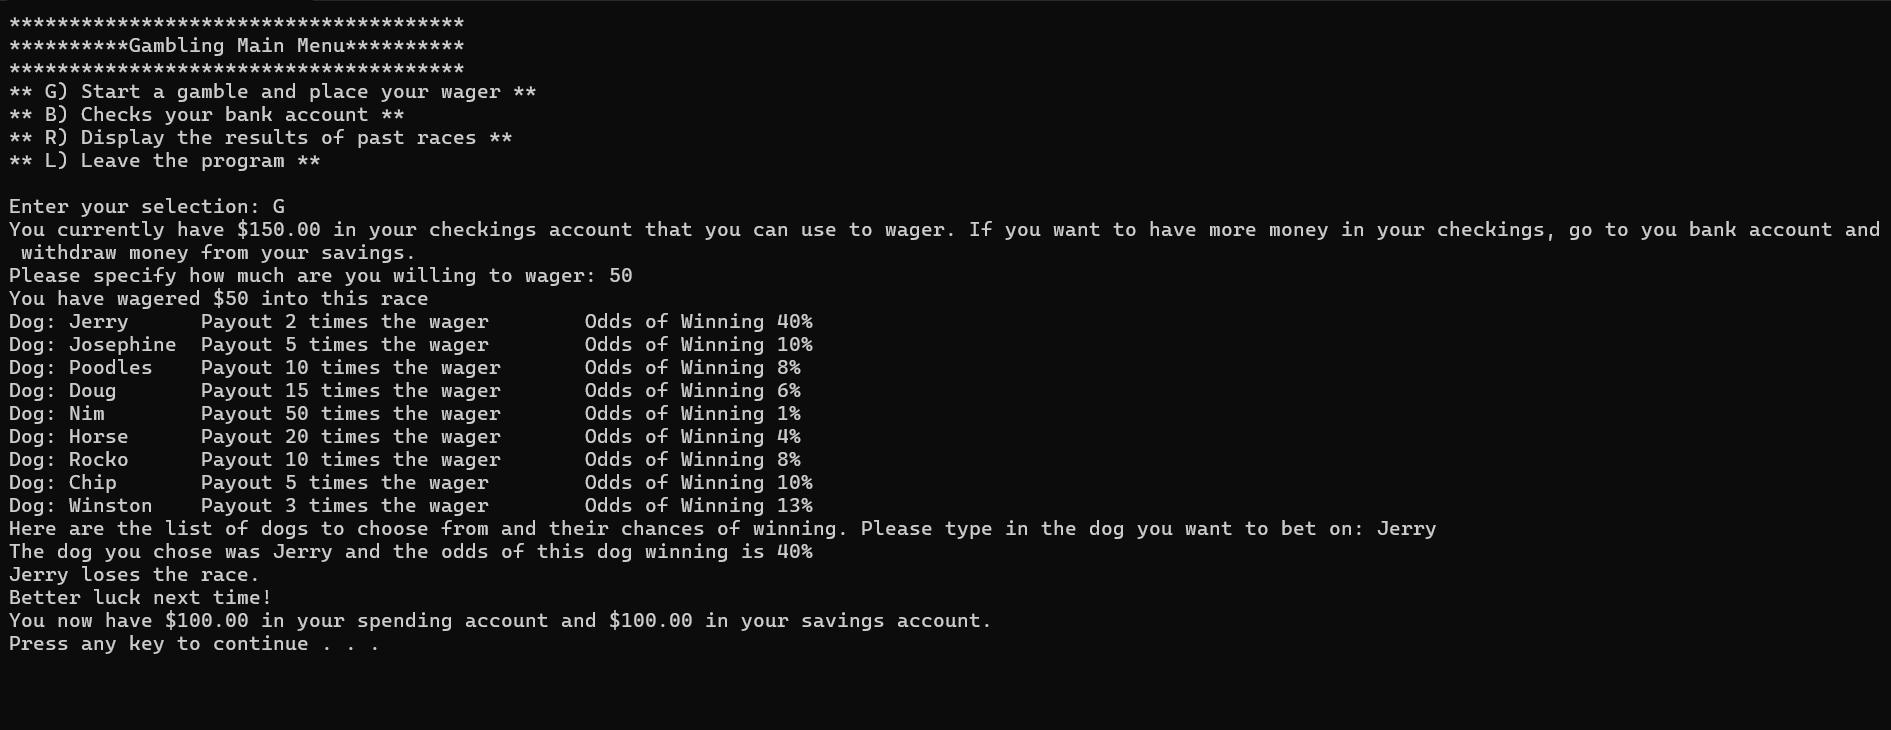 **************************************
**********Gambling Main Menu**********
**************************************
** G) Start a gamble and place your wager **
** B) Checks your bank account **
** R) Display the results of past races **
** L) Leave the program **
Enter your selection: G
You currently have $150.00 in your checkings account that you can use to wager. If you want to have more money in your checkings, go to you bank account and
withdraw money from your savings.
Please specify how much are you willing to wager: 50
You have wagered $50 into this race
Dog: Jerry      Payout 2 times the wager        Odds of Winning 40%
Dog: Josephine  Payout 5 times the wager        Odds of Winning 10%
Dog: Poodles    Payout 10 times the wager       Odds of Winning 8%
Dog: Doug       Payout 15 times the wager       Odds of Winning 6%
Dog: Nim        Payout 50 times the wager       Odds of Winning 1%
Dog: Horse      Payout 20 times the wager       Odds of Winning 4%
Dog: Rocko      Payout 10 times the wager       Odds of Winning 8%
Dog: Chip       Payout 5 times the wager        Odds of Winning 10%
Dog: Winston    Payout 3 times the wager        Odds of Winning 13%
Here are the list of dogs to choose from and their chances of winning. Please type in the dog you want to bet on: Jerry
The dog you chose was Jerry and the odds of this dog winning is 40%
Jerry loses the race.
Better luck next time!
You now have $100.00 in your spending account and $100.00 in your savings account.
Press any key to continue . . .